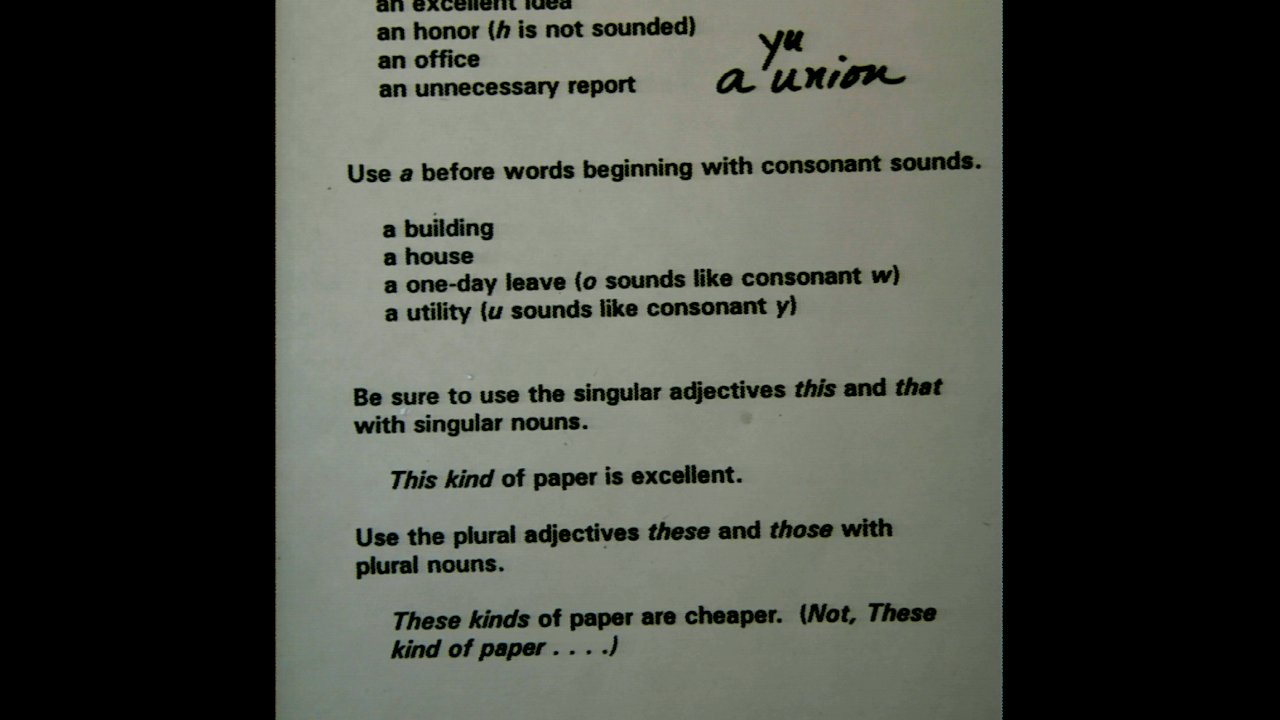 an excellent idea
an honor (h is not sounded)
an office
an unnecessary report
yu
a union
Use a before words beginning with consonant sounds.
a building
a house
a one-day leave (o sounds like consonant w)
a utility (u sounds like consonant y)
Be sure to use the singular adjectives this and that
with singular nouns.
This kind of paper is excellent.
Use the plural adjectives these and those with
plural nouns.
These kinds of paper are cheaper. (Not, These
kind of paper . . . .)